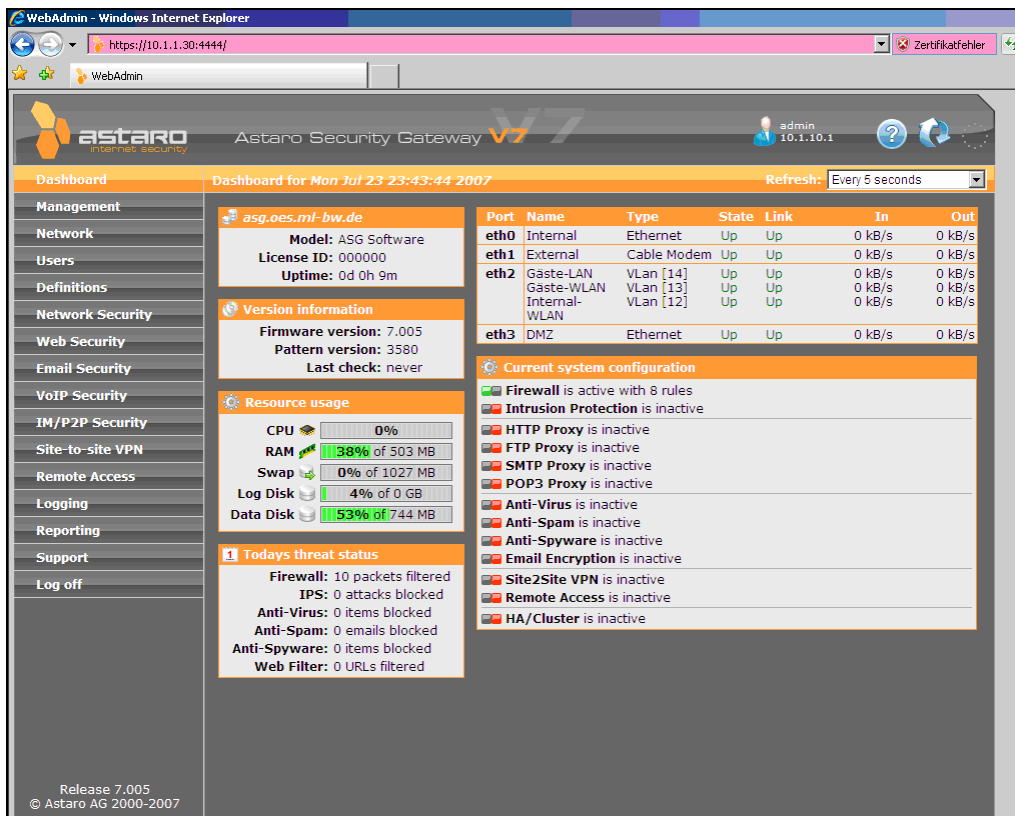 WebAdmin - Windows Internet Explorer
https://10.1.1.30:4444/
Zertifikatfehler
WebAdmin
astaro
internet security
Astaro Security Gateway V7
admin
10.1.10.1
Dashboard
Dashboard for Mon Jul 23 23:43:44 2007
Refresh: Every 5 seconds
Management
Network
Users
Definitions
Network Security
Web Security
Email Security
VoIP Security
IM/P2P Security
Site-to-site VPN
Remote Access
Logging
Reporting
Support
Log off
Release 7.005
© Astaro AG 2000-2007
asg.oes.ml-bw.de
Model: ASG Software
License ID: 000000
Uptime: 0d 0h 9m
Version information
Firmware version: 7.005
Pattern version: 3580
Last check: never
Resource usage
CPU 0%
RAM 38% of 503 MB
Swap 0% of 1027 MB
Log Disk 4% of 0 GB
Data Disk 53% of 744 MB
1 Todays threat status
Firewall: 10 packets filtered
IPS: 0 attacks blocked
Anti-Virus: 0 items blocked
Anti-Spam: 0 emails blocked
Anti-Spyware: 0 items blocked
Web Filter: 0 URLs filtered
Port Name Type State Link In Out
eth0 Internal Ethernet Up Up 0 kB/s 0 kB/s
eth1 External Cable Modem Up Up 0 kB/s 0 kB/s
eth2 Gäste-LAN VLan [14] Up Up 0 kB/s 0 kB/s
Gäste-WLAN VLan [13] Up Up 0 kB/s 0 kB/s
Internal- VLan [12] Up Up 0 kB/s 0 kB/s
WLAN
eth3 DMZ Ethernet Up Up 0 kB/s 0 kB/s
Current system configuration
Firewall is active with 8 rules
Intrusion Protection is inactive
HTTP Proxy is inactive
FTP Proxy is inactive
SMTP Proxy is inactive
POP3 Proxy is inactive
Anti-Virus is inactive
Anti-Spam is inactive
Anti-Spyware is inactive
Email Encryption is inactive
Site2Site VPN is inactive
Remote Access is inactive
HA/Cluster is inactive